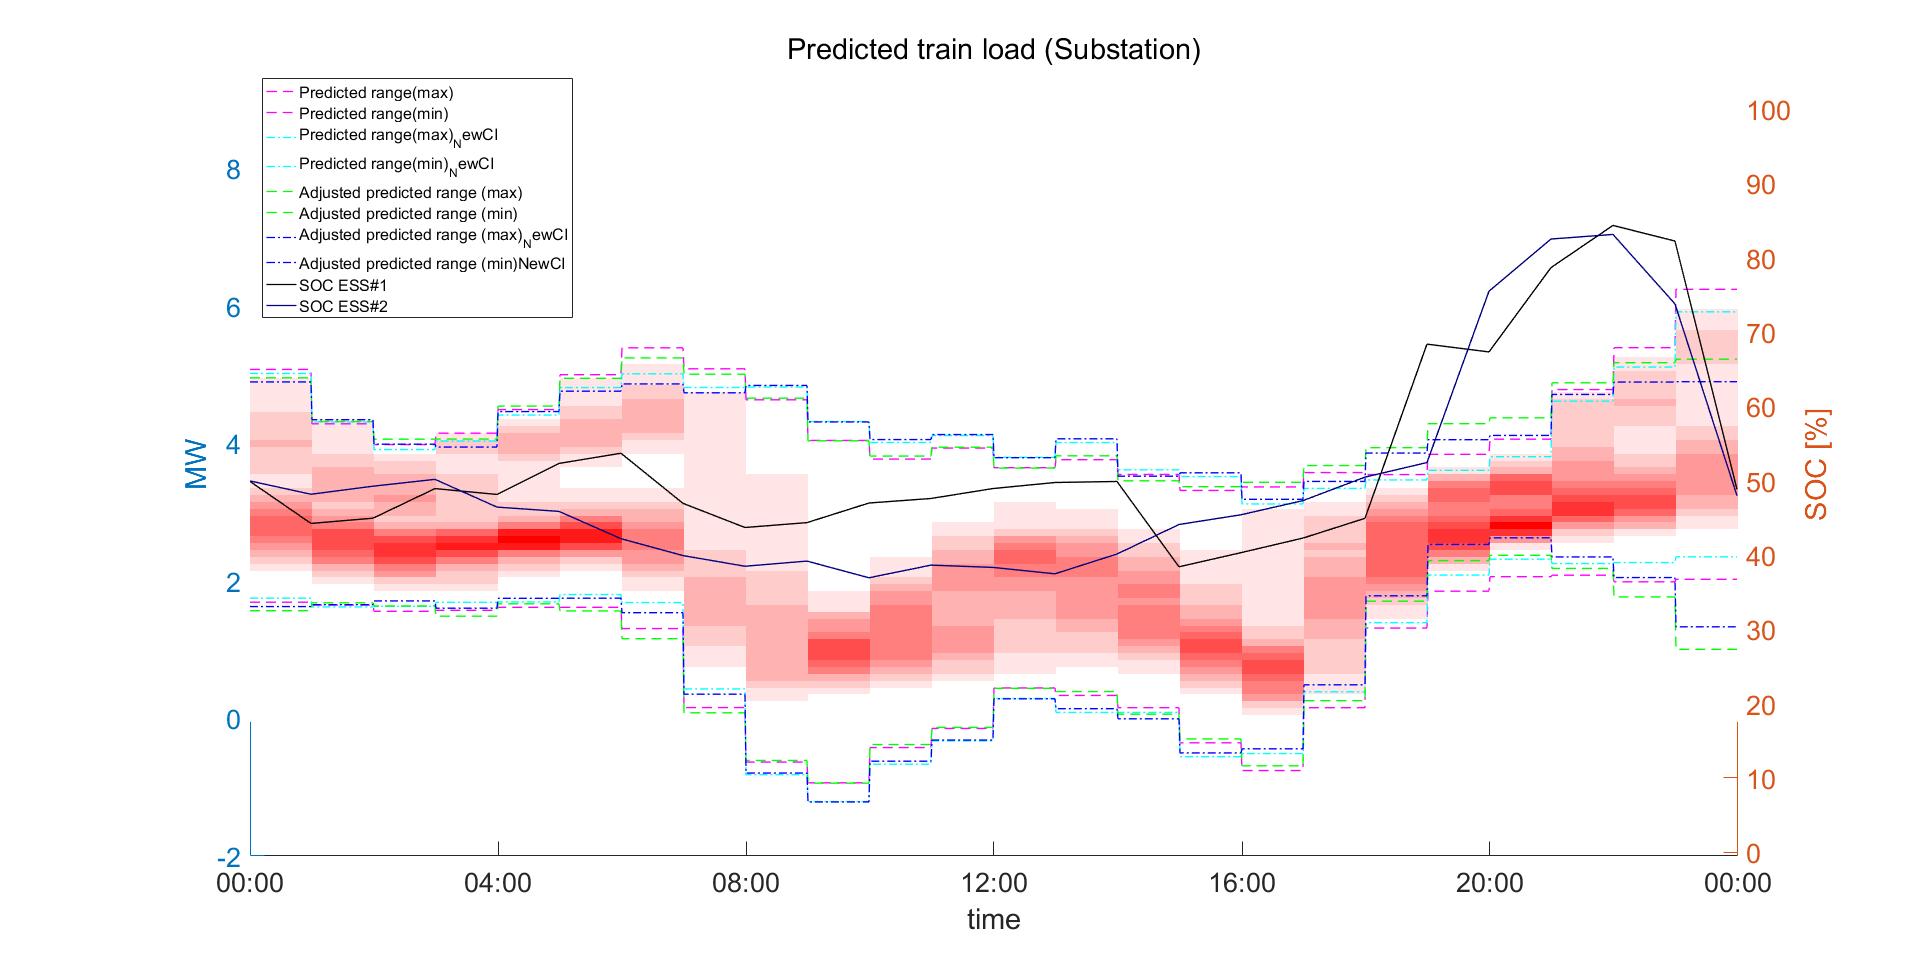 Predicted train load (Substation)
Predicted range(max)
Predicted range(min)
Predicted range(max)NewCI
Predicted range(min)NewCI
Adjusted predicted range (max)
Adjusted predicted range (min)
Adjusted predicted range (max)NewCI
Adjusted predicted range (min)NewCI
SOC ESS#1
SOC ESS#2
8
6
4
2
0
-2
MW
100
90
80
70
60
50
40
30
20
10
0
SOC [%]
00:00 04:00 08:00 12:00 16:00 20:00 00:00
time